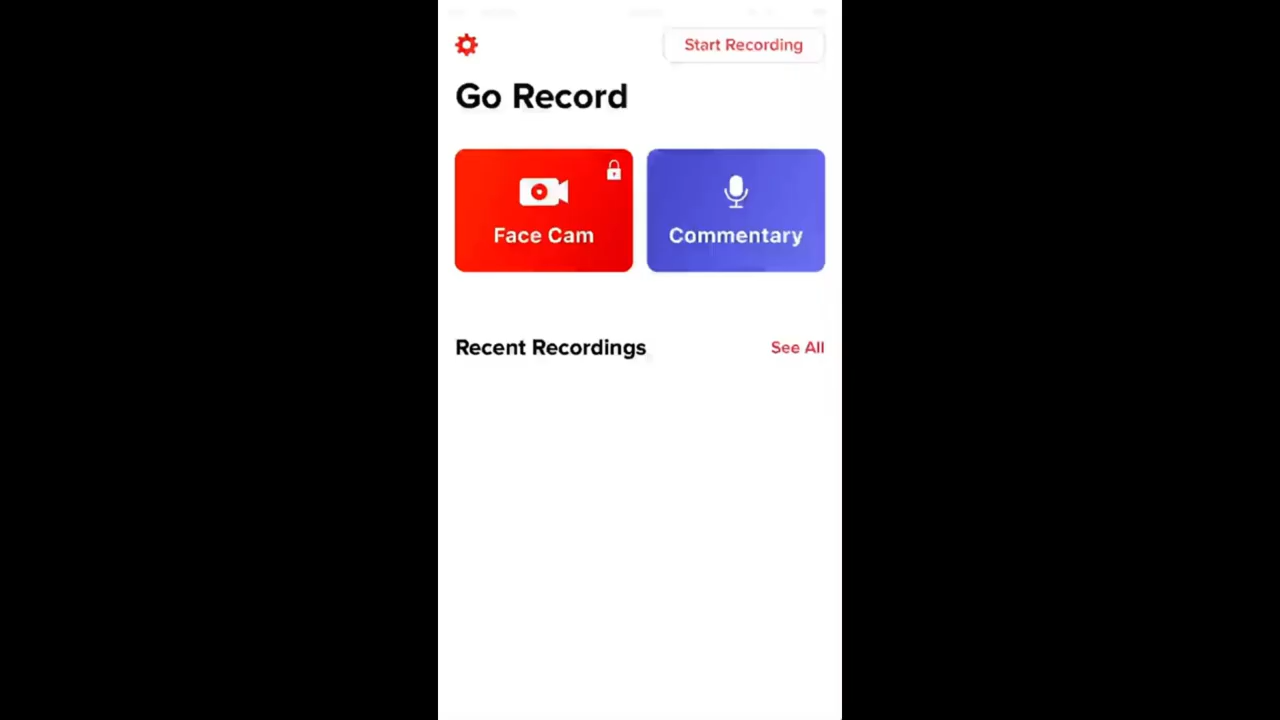 Start Recording
Go Record
Face Cam
Commentary
Recent Recordings
See All